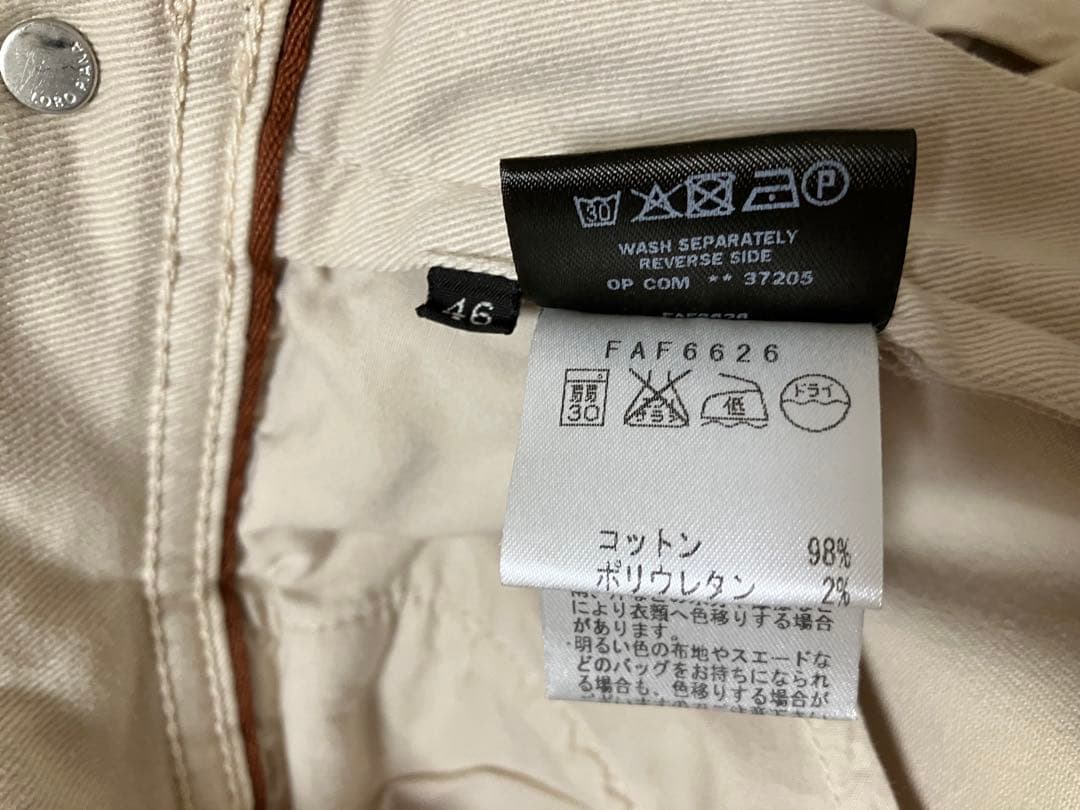 LORO PIANA
30
P
WASH SEPARATELY
REVERSE SIDE
OP COM ** 37205
46
FAF6626
弱 30
低
ドライ
コットン 98%
ポリウレタン 2%
により衣類へ色移りする場合
があります。
・明るい色の布地やスエードな
どのバッグをお持ちになられ
る場合も、色移りする場合が